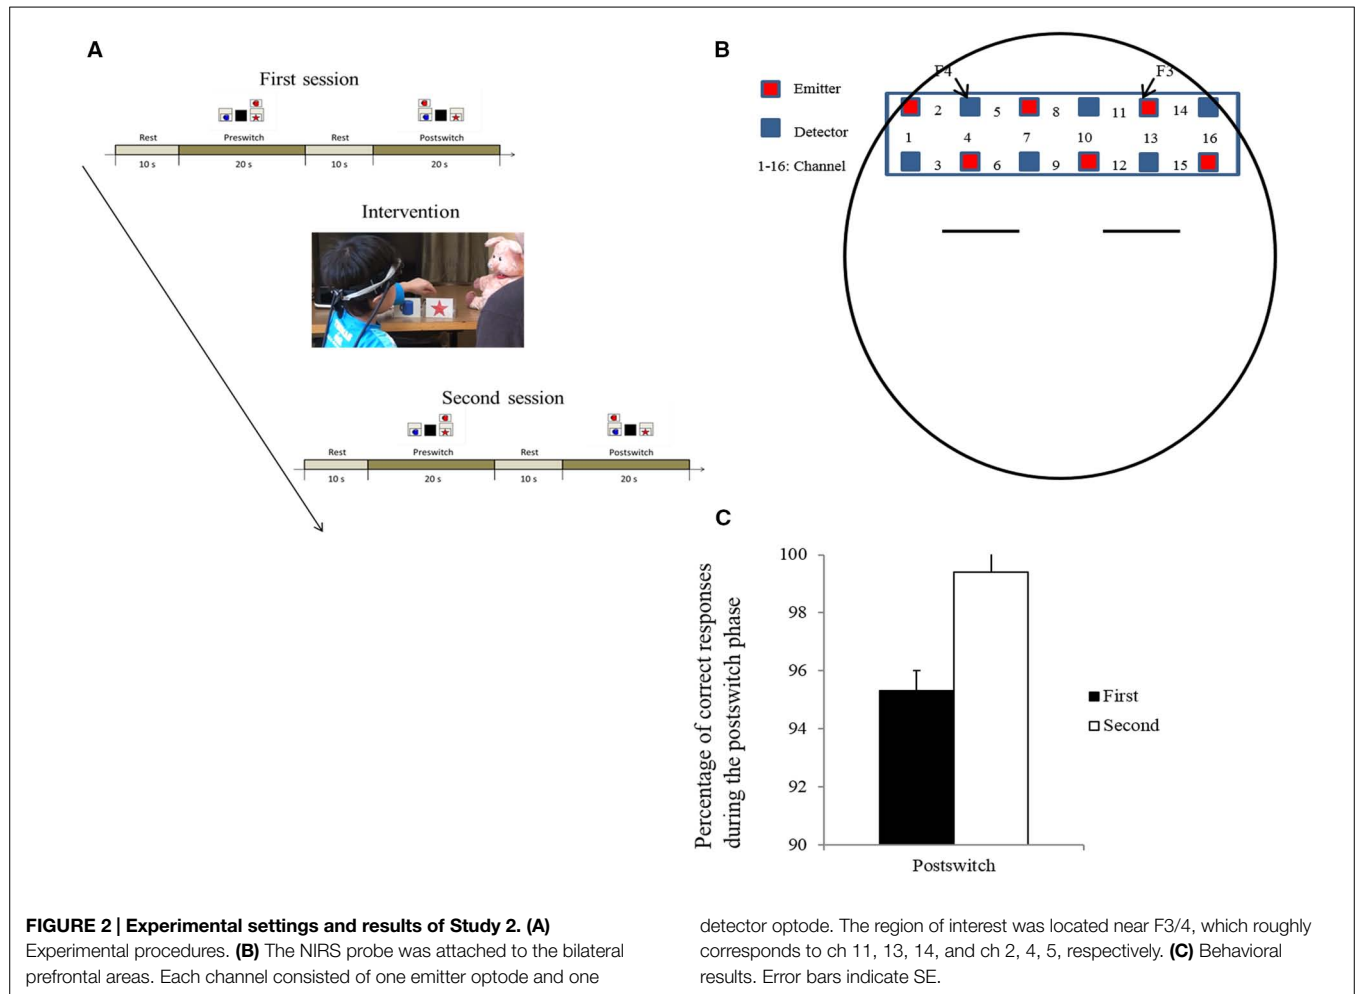 A
First session
Rest Preswitch Rest Postswitch
10 s 20 s 10 s 20 s
Intervention
Second session
Rest Preswitch Rest Postswitch
10 s 20 s 10 s 20 s
B
F4 F3
Emitter
Detector
1-16: Channel
2 5 8 11 14
1 4 7 10 13 16
3 6 9 12 15
C
Percentage of correct responses
during the postswitch phase
100
98
96
94
92
90
Postswitch
First
Second
FIGURE 2 | Experimental settings and results of Study 2. (A)
Experimental procedures. (B) The NIRS probe was attached to the bilateral
prefrontal areas. Each channel consisted of one emitter optode and one
detector optode. The region of interest was located near F3/4, which roughly
corresponds to ch 11, 13, 14, and ch 2, 4, 5, respectively. (C) Behavioral
results. Error bars indicate SE.